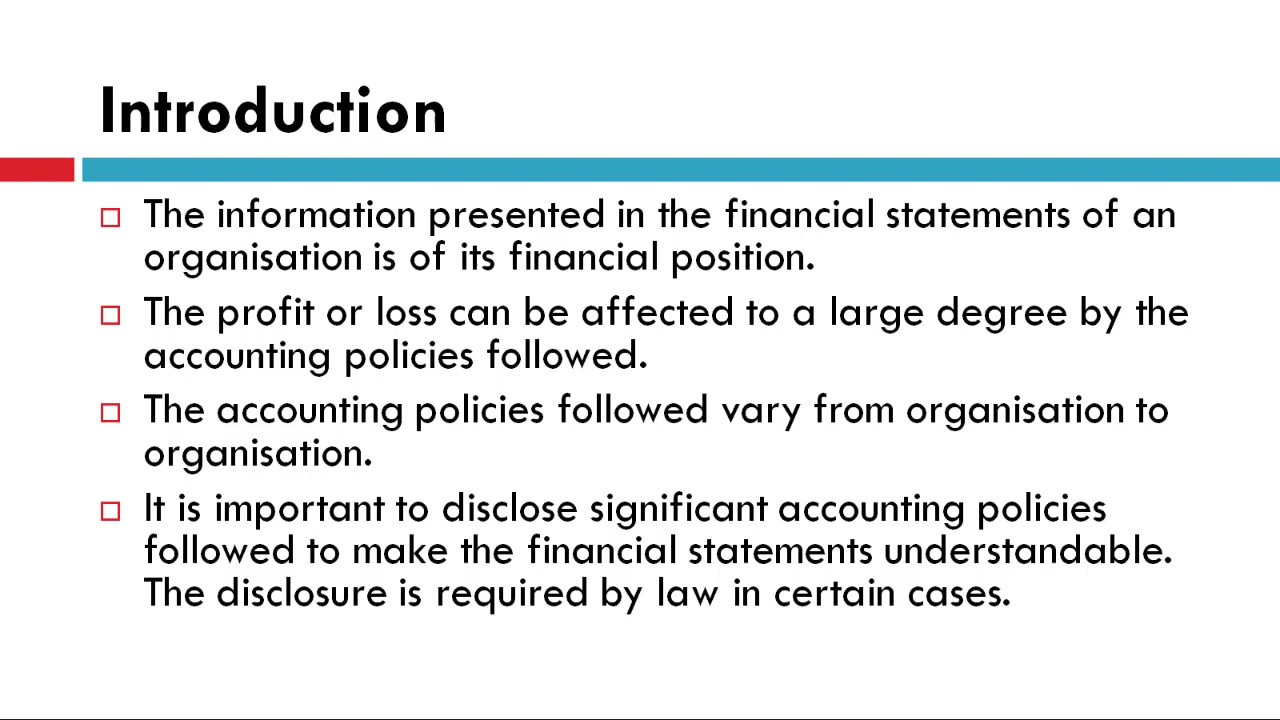 Introduction
The information presented in the financial statements of an
organisation is of its financial position.
The profit or loss can be affected to a large degree by the
accounting policies followed.
The accounting policies followed vary from organisation to
organisation.
It is important to disclose significant accounting policies
followed to make the financial statements understandable.
The disclosure is required by law in certain cases.